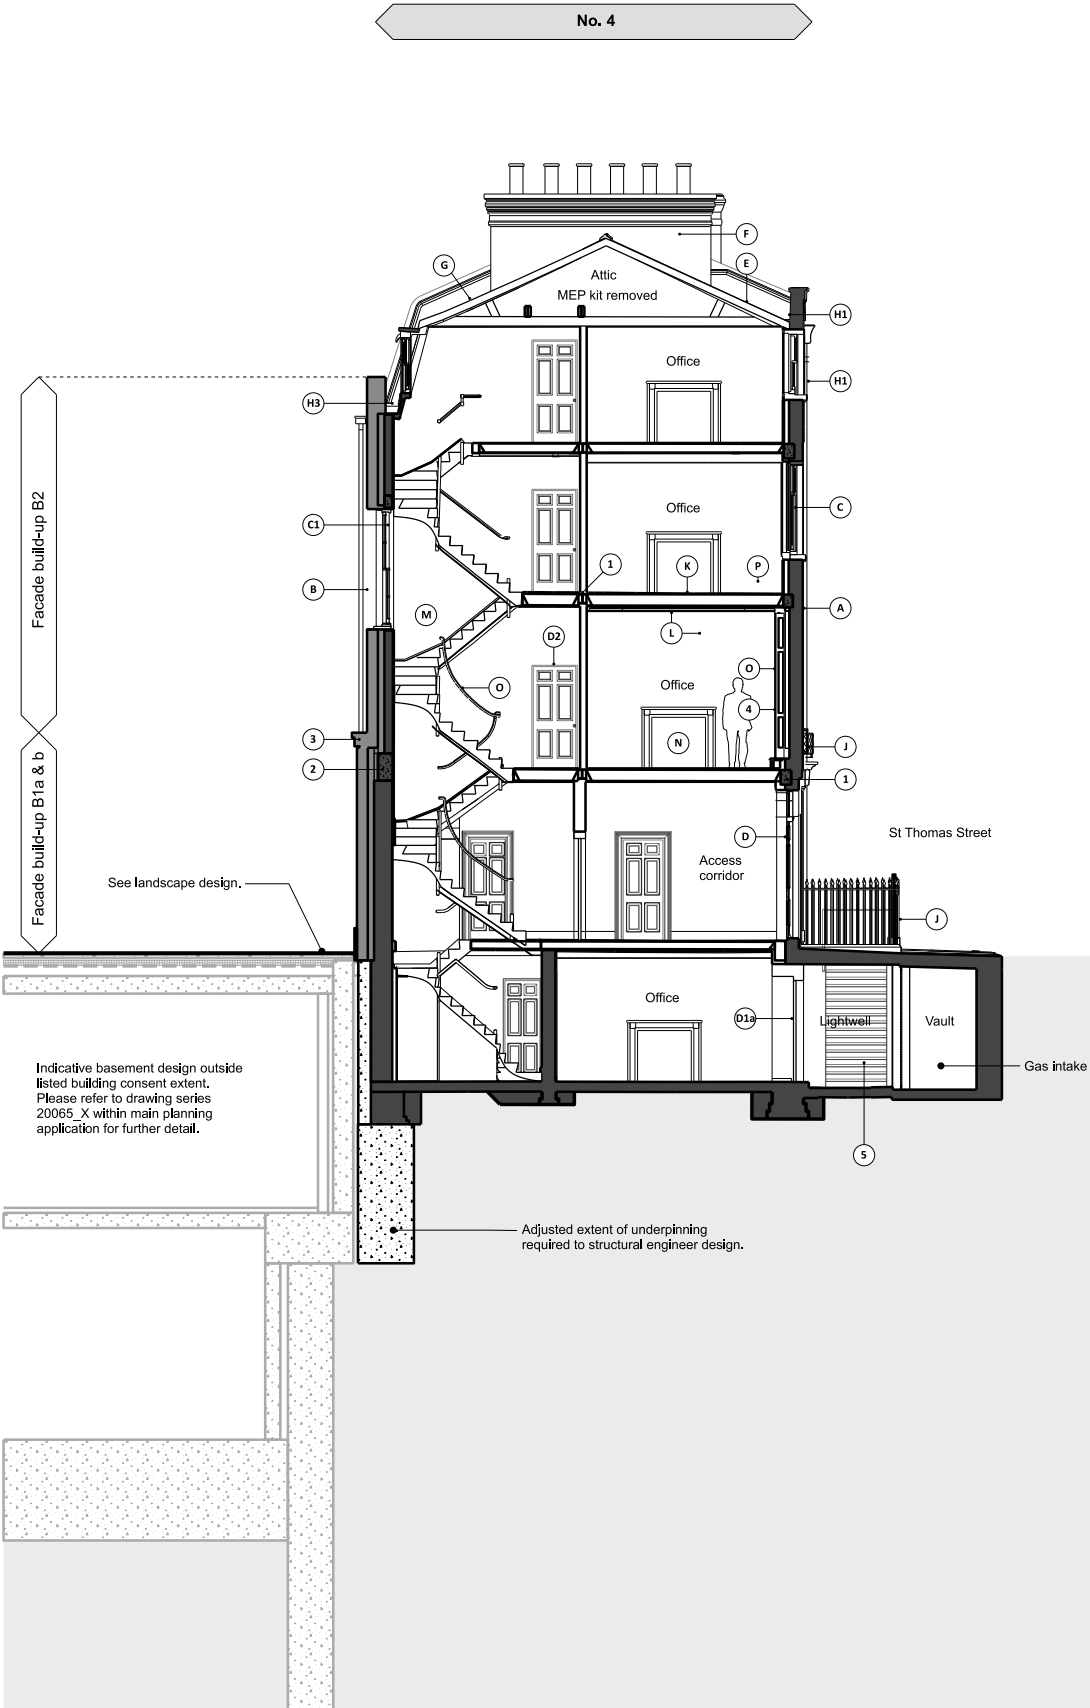 No. 4
F
G
E
Attic
MEP kit removed
H1
Office
H1
H3
Facade build-up B2
Office
C
C1
1
K
P
B
A
M
L
D2
O
Office
O
4
N
3
J
2
1
Facade build-up B1a & b
D
St Thomas Street
Access
corridor
See landscape design.
J
Office
D1a
Lightwell
Vault
Gas intake
Indicative basement design outside
listed building consent extent.
Please refer to drawing series
20065_X within main planning
application for further detail.
5
Adjusted extent of underpinning
required to structural engineer design.